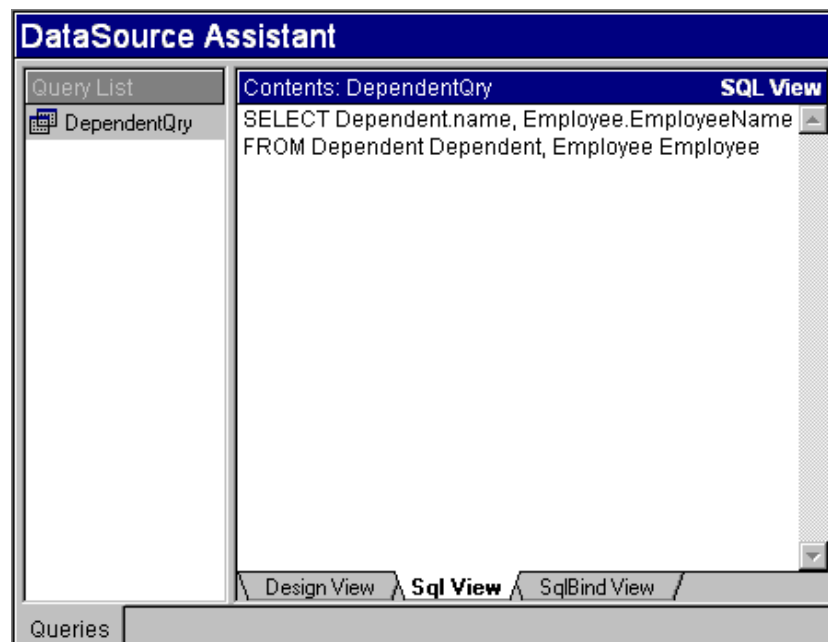 DataSource Assistant
Query List
DependentQry
Contents: DependentQry SQL View
SELECT Dependent.name, Employee.EmployeeName
FROM Dependent Dependent, Employee Employee
Design View Sql View SqlBind View
Queries